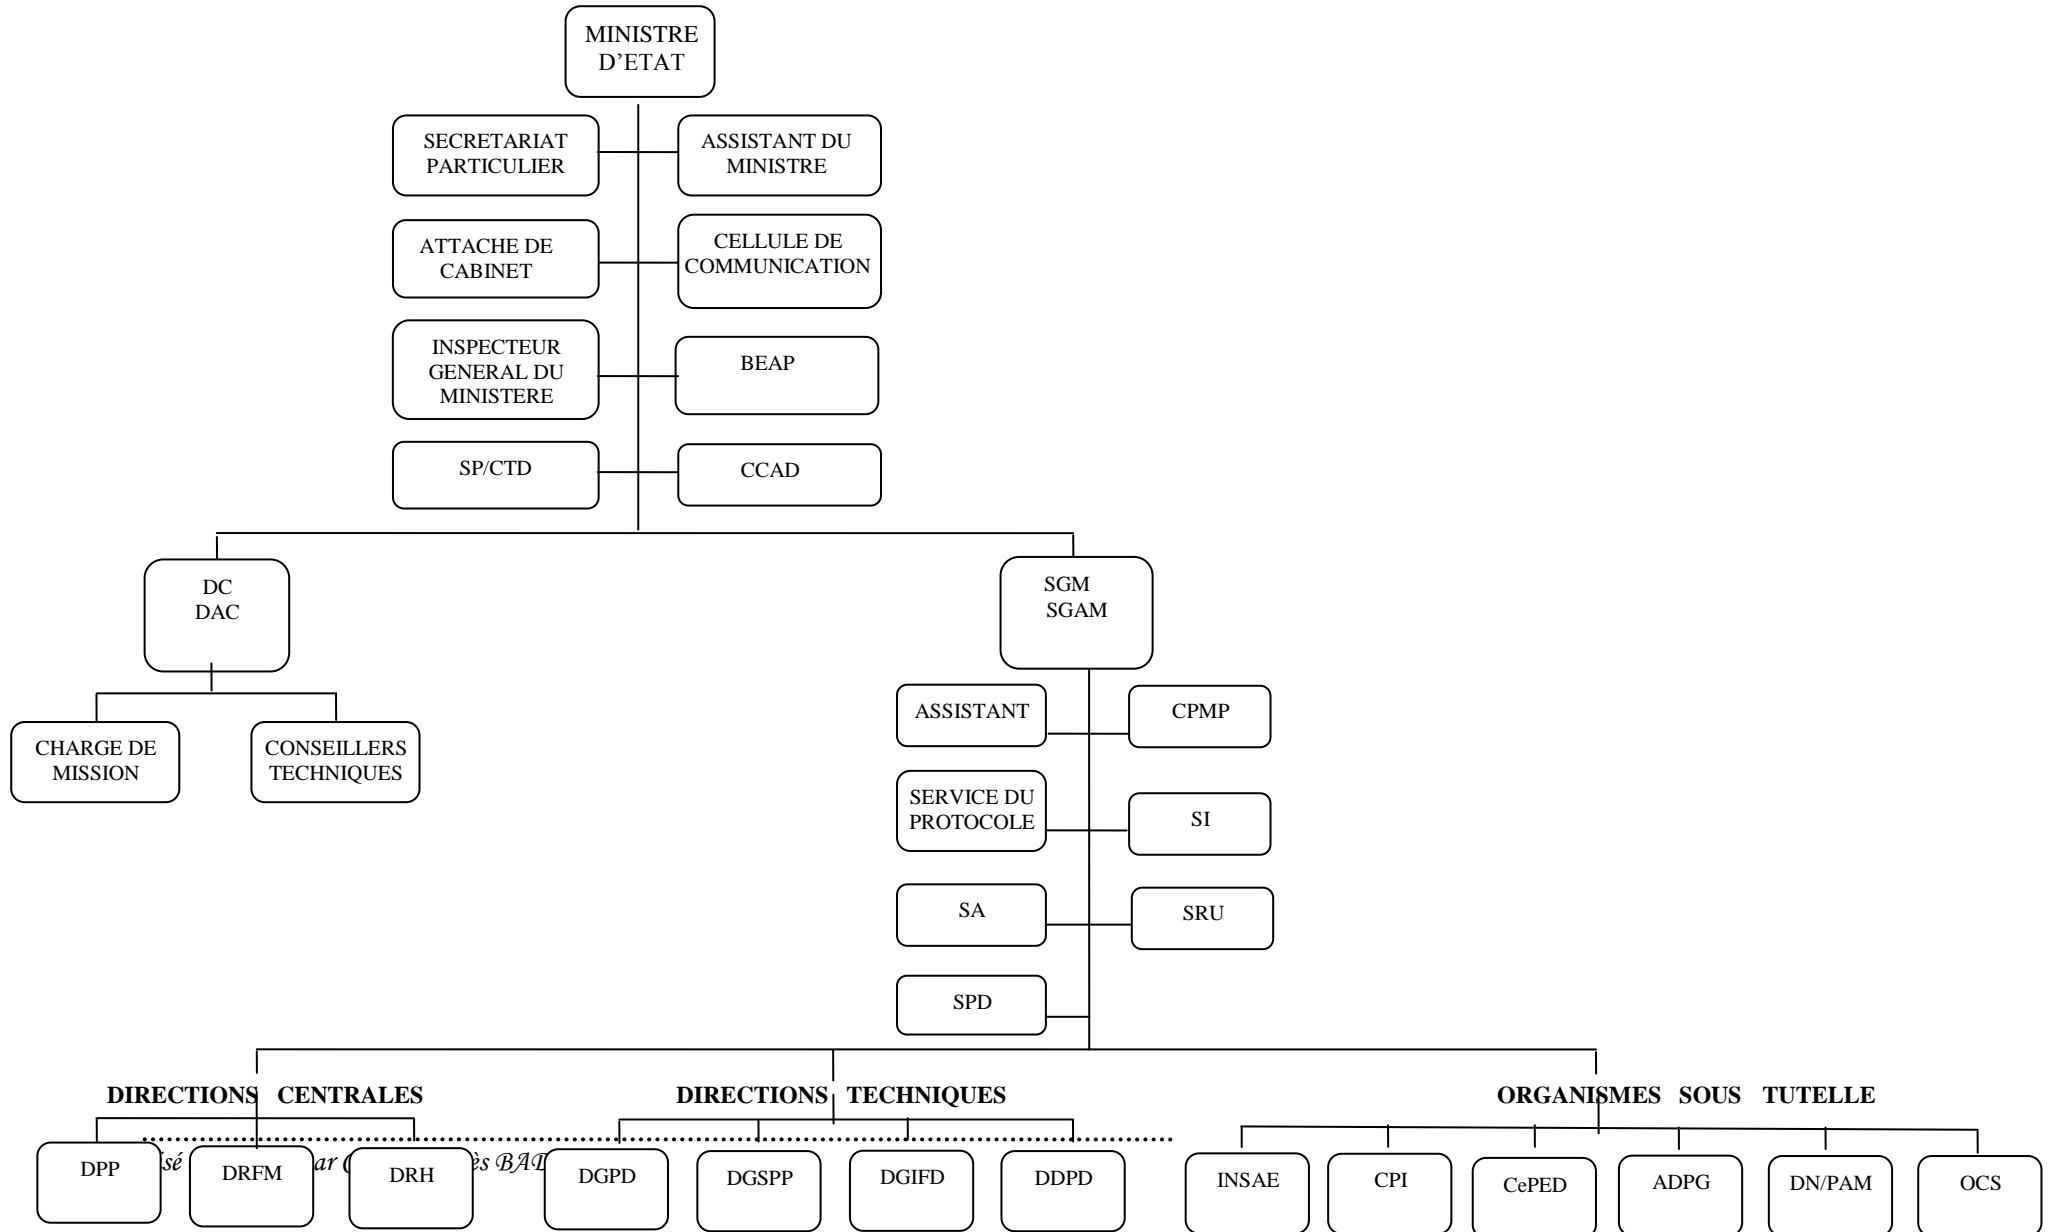 MINISTRE
D’ETAT
SECRETARIAT
PARTICULIER
ASSISTANT DU
MINISTRE
ATTACHE DE
CABINET
CELLULE DE
COMMUNICATION
INSPECTEUR
GENERAL DU
MINISTERE
BEAP
SP/CTD
CCAD
DC
DAC
SGM
SGAM
CHARGE DE
MISSION
CONSEILLERS
TECHNIQUES
ASSISTANT
CPMP
SERVICE DU
PROTOCOLE
SI
SA
SRU
SPD
DIRECTIONS CENTRALES
DIRECTIONS TECHNIQUES
ORGANISMES SOUS TUTELLE
DPP
DRFM
DRH
DGPD
DGSPP
DGIFD
DDPD
INSAE
CPI
CePED
ADPG
DN/PAM
OCS